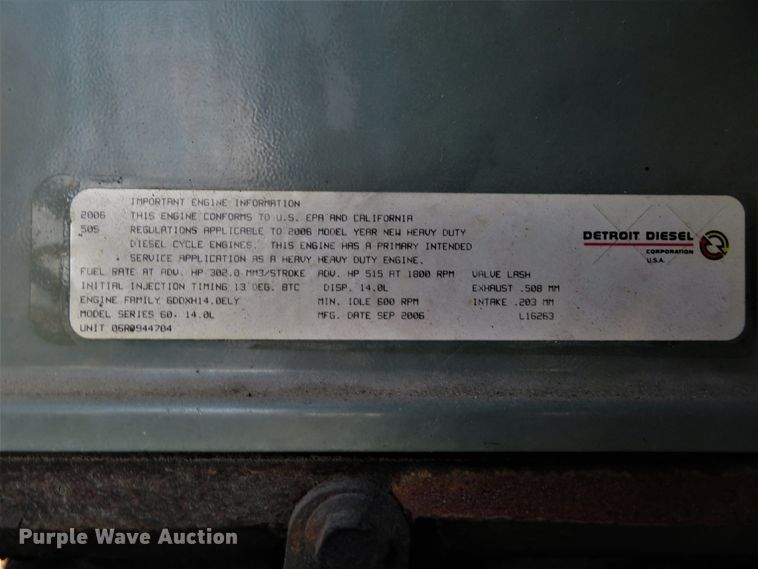 IMPORTANT ENGINE INFORMATION
2006 THIS ENGINE CONFORMS TO U.S. EPA AND CALIFORNIA
505 REGULATIONS APPLICABLE TO 2006 MODEL YEAR NEW HEAVY DUTY
DIESEL CYCLE ENGINES. THIS ENGINE HAS A PRIMARY INTENDED
SERVICE APPLICATION AS A HEAVY HEAVY DUTY ENGINE.
FUEL RATE AT ADV. HP 302.0 MM3/STROKE ADV. HP 515 AT 1800 RPM VALVE LASH
INITIAL INJECTION TIMING 13 DEG. BTC DISP. 14.0L EXHAUST .508 MM
ENGINE FAMILY 6DDXH14.0ELY MIN. IDLE 600 RPM INTAKE .203 MM
MODEL SERIES 60, 14.0L MFG. DATE SEP 2006 L16263
UNIT 06R0944704
DETROIT DIESEL
CORPORATION
U.S.A.
Purple Wave Auction